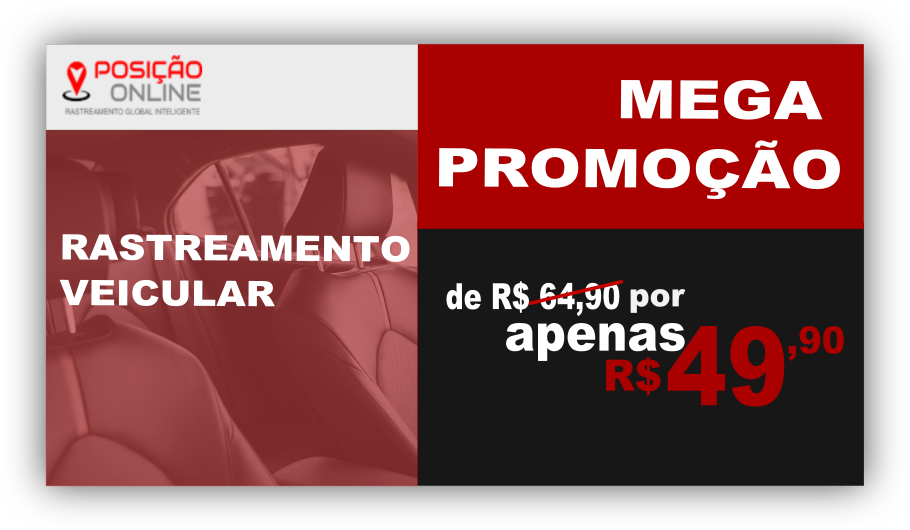 POSIÇÃO
ONLINE
RASTREAMENTO GLOBAL INTELIGENTE
RASTREAMENTO
VEICULAR
MEGA
PROMOÇÃO
de R$ 64,90 por
apenas
R$49,90